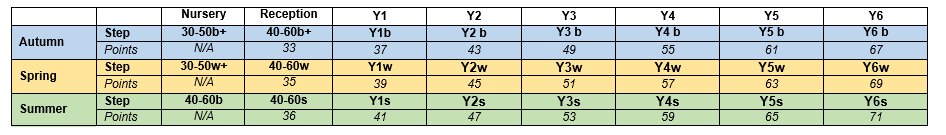 Nursery Reception Y1 Y2 Y3 Y4 Y5 Y6
Autumn Step 30-50b+ 40-60b+ Y1b Y2 b Y3 b Y4 b Y5 b Y6 b
Points N/A 33 37 43 49 55 61 67
Spring Step 30-50w+ 40-60w Y1w Y2w Y3w Y4w Y5w Y6w
Points N/A 35 39 45 51 57 63 69
Summer Step 40-60b 40-60s Y1s Y2s Y3s Y4s Y5s Y6s
Points N/A 36 41 47 53 59 65 71